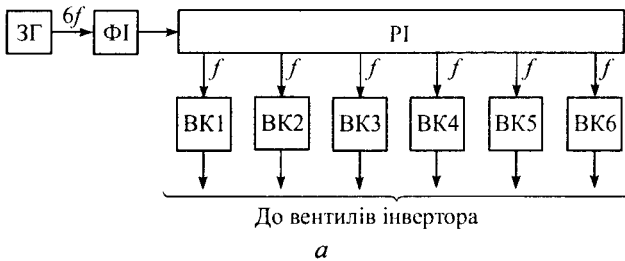 ЗГ 6f ФІ РІ
f f f f f f
ВК1 ВК2 ВК3 ВК4 ВК5 ВК6
До вентилів інвертора
а